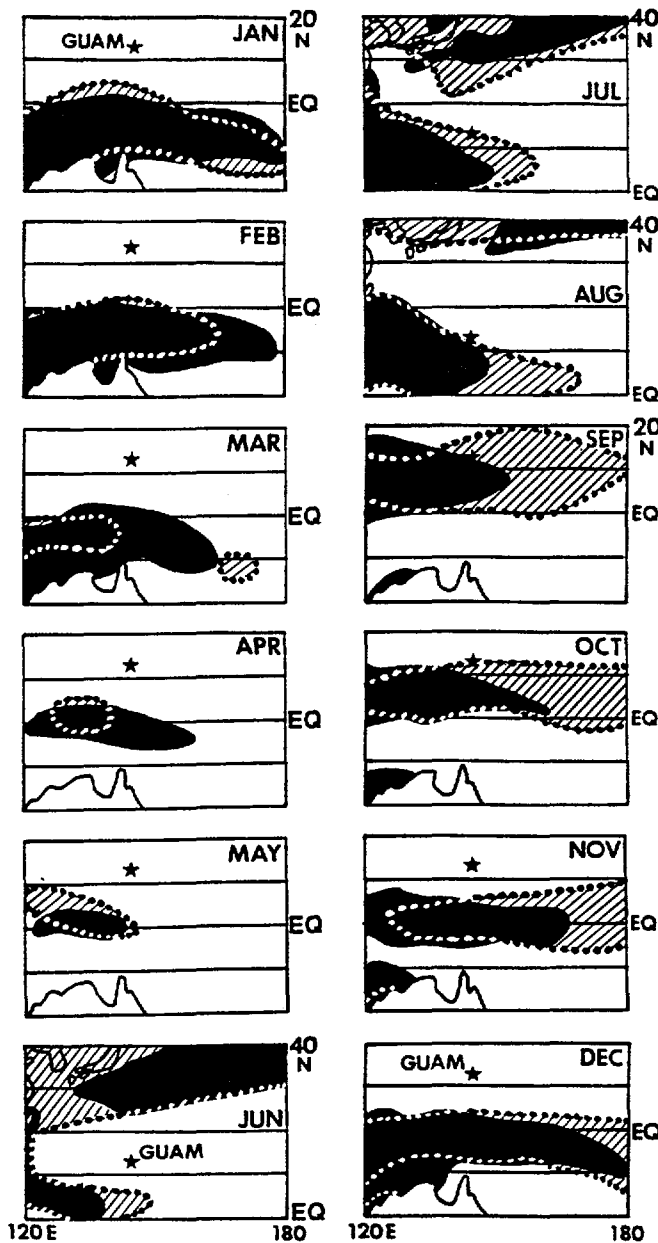 20
N
GUAM
JAN
EQ
FEB
EQ
MAR
EQ
APR
EQ
MAY
EQ
40
N
JUN
GUAM
EQ
120E
180
40
N
JUL
EQ
40
N
AUG
EQ
20
N
SEP
EQ
OCT
EQ
NOV
EQ
GUAM
DEC
EQ
120E
180